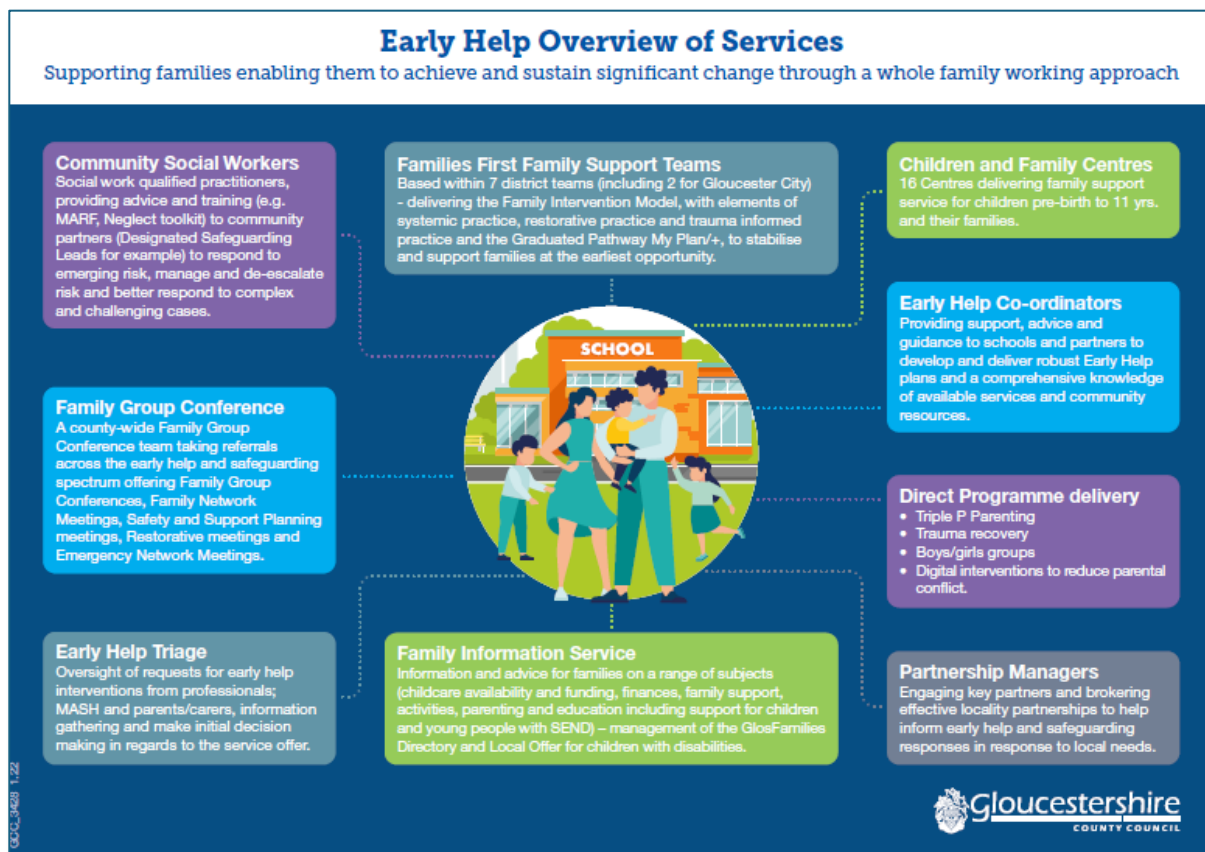 Early Help Overview of Services
Supporting families enabling them to achieve and sustain significant change through a whole family working approach
Community Social Workers
Social work qualified practitioners,
providing advice and training (e.g.
MARF, Neglect toolkit) to community
partners (Designated Safeguarding
Leads for example) to respond to
emerging risk, manage and de-escalate
risk and better respond to complex
and challenging cases.
Families First Family Support Teams
Based within 7 district teams (including 2 for Gloucester City)
- delivering the Family Intervention Model, with elements of
systemic practice, restorative practice and trauma informed
practice and the Graduated Pathway My Plan/+, to stabilise
and support families at the earliest opportunity.
Children and Family Centres
16 Centres delivering family support
service for children pre-birth to 11 yrs.
and their families.
Early Help Co-ordinators
Providing support, advice and
guidance to schools and partners to
develop and deliver robust Early Help
plans and a comprehensive knowledge
of available services and community
resources.
SCHOOL
Family Group Conference
A county-wide Family Group
Conference team taking referrals
across the early help and safeguarding
spectrum offering Family Group
Conferences, Family Network
Meetings, Safety and Support Planning
meetings, Restorative meetings and
Emergency Network Meetings.
Direct Programme delivery
• Triple P Parenting
• Trauma recovery
• Boys/girls groups
• Digital interventions to reduce parental
conflict.
Early Help Triage
Oversight of requests for early help
interventions from professionals;
MASH and parents/carers, information
gathering and make initial decision
making in regards to the service offer.
Family Information Service
Information and advice for families on a range of subjects
(childcare availability and funding, finances, family support,
activities, parenting and education including support for children
and young people with SEND) – management of the GlosFamilies
Directory and Local Offer for children with disabilities.
Partnership Managers
Engaging key partners and brokering
effective locality partnerships to help
inform early help and safeguarding
responses in response to local needs.
GCC_3428 1.22
Gloucestershire
COUNTY COUNCIL